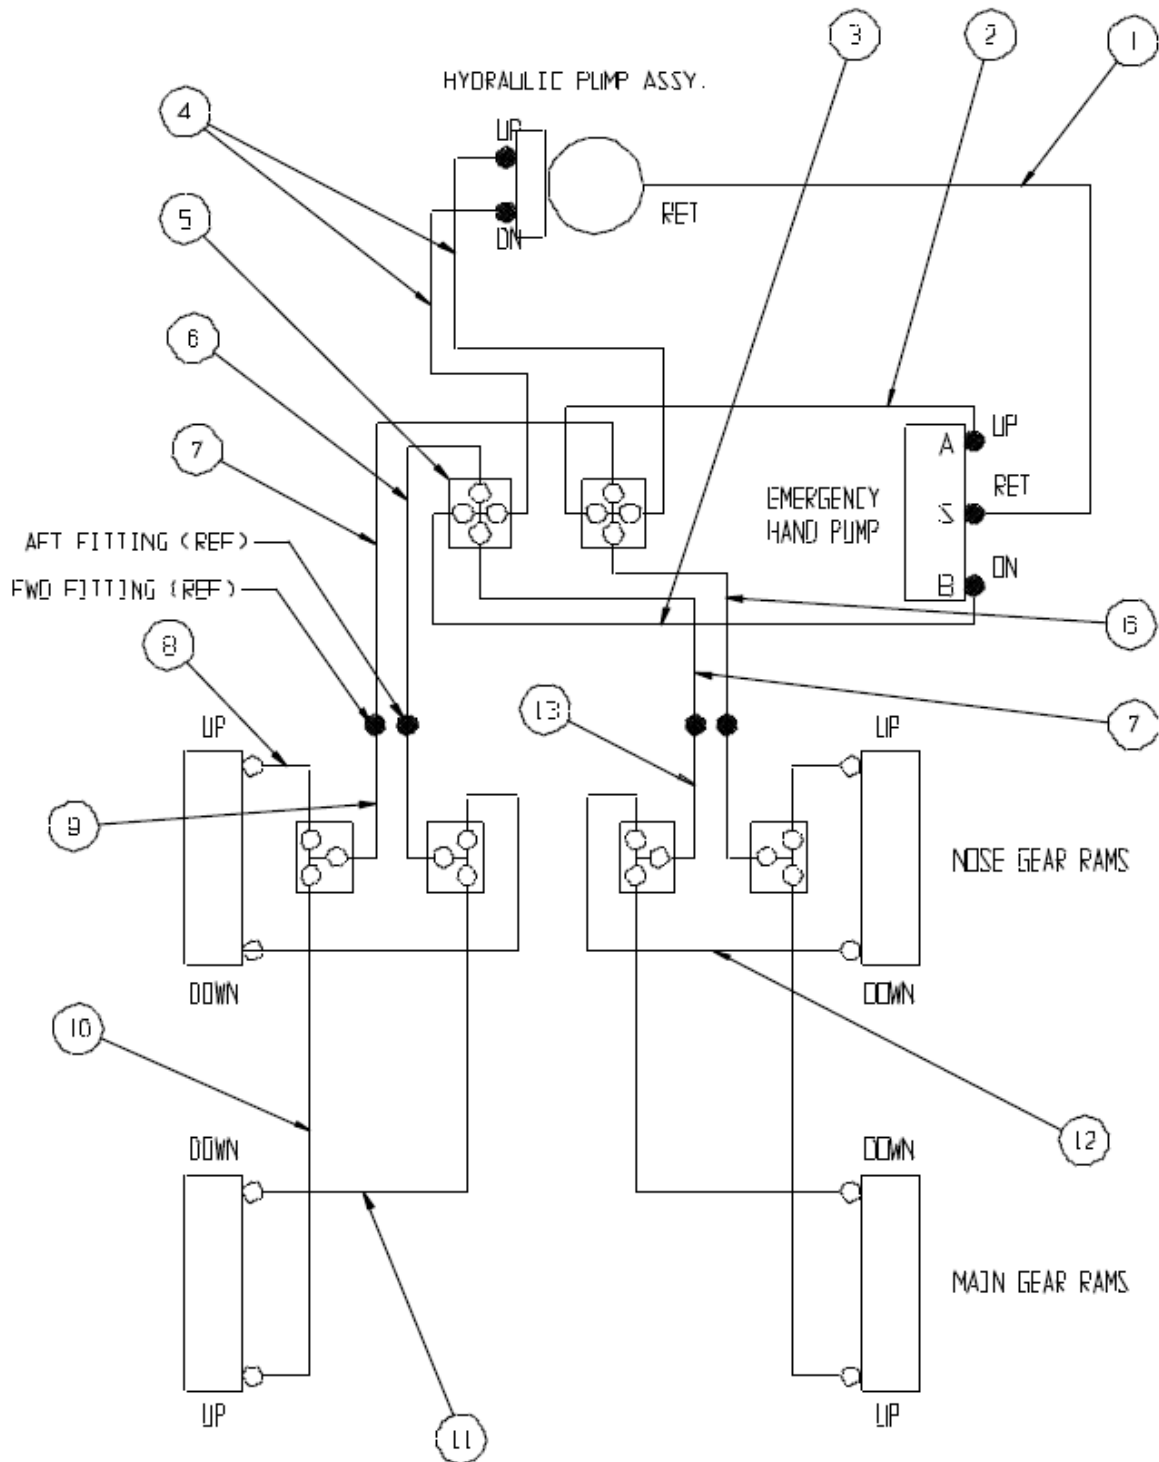 3
2
1
HYDRAULIC PUMP ASSY.
4
UP
5
RET
DN
6
7
UP
A
RET
EMERGENCY
S
HAND PUMP
AFT FITTING (REF)
DN
FWD FITTING (REF)
B
6
8
13
7
UP
UP
9
NOSE GEAR RAMS
DOWN
DOWN
10
12
DOWN
DOWN
MAIN GEAR RAMS
UP
UP
11